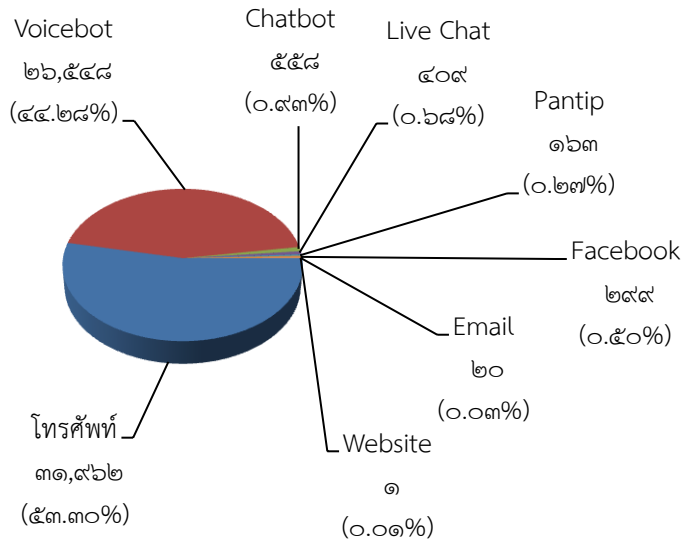 Voicebot
๒๖,๕๔๘
(๔๔.๒๘%)
Chatbot
๕๕๘
(๐.๙๓%)
Live Chat
๔๐๙
(๐.๖๘%)
Pantip
๑๖๓
(๐.๒๗%)
Facebook
๒๙๙
(๐.๕๐%)
Email
๒๐
(๐.๐๓%)
Website
๑
(๐.๐๑%)
โทรศัพท์
๓๑,๙๖๒
(๕๓.๓๐%)